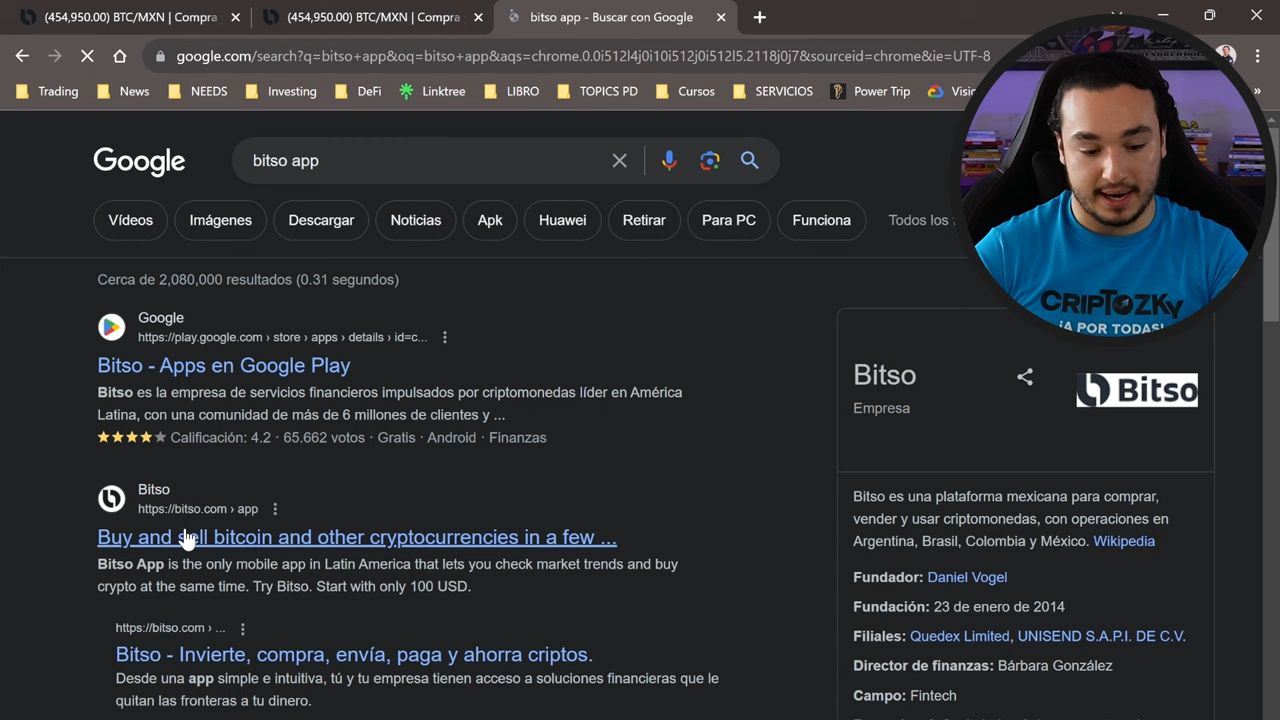 (454,950.00) BTC/MXN | Compra
(454,950.00) BTC/MXN | Compra
bitso app - Buscar con Google
google.com/search?q=bitso+app&oq=bitso+app&aqs=chrome.0.0i512l4j0i10i512j0i512l5.2118j0j7&sourceid=chrome&ie=UTF-8
Trading
News
NEEDS
Investing
DeFi
Linktree
LIBRO
TOPICS PD
Cursos
SERVICIOS
Power Trip
Google
bitso app
Vídeos
Imágenes
Descargar
Noticias
Apk
Huawei
Retirar
Para PC
Funciona
Todos los
Cerca de 2,080,000 resultados (0.31 segundos)
Google
https://play.google.com › store › apps › details › id=c...
Bitso - Apps en Google Play
Bitso es la empresa de servicios financieros impulsados por criptomonedas líder en América
Latina, con una comunidad de más de 6 millones de clientes y ...
Calificación: 4.2 · 65.662 votos · Gratis · Android · Finanzas
Bitso
https://bitso.com › app
Buy and sell bitcoin and other cryptocurrencies in a few ...
Bitso App is the only mobile app in Latin America that lets you check market trends and buy
crypto at the same time. Try Bitso. Start with only 100 USD.
https://bitso.com › ...
Bitso - Invierte, compra, envía, paga y ahorra criptos.
Desde una app simple e intuitiva, tú y tu empresa tienen acceso a soluciones financieras que le
quitan las fronteras a tu dinero.
CRIPTOZKY
¡A POR TODAS!
Bitso
Empresa
Bitso
Bitso es una plataforma mexicana para comprar,
vender y usar criptomonedas, con operaciones en
Argentina, Brasil, Colombia y México. Wikipedia
Fundador: Daniel Vogel
Fundación: 23 de enero de 2014
Filiales: Quedex Limited, UNISEND S.A.P.I. DE C.V.
Director de finanzas: Bárbara González
Campo: Fintech